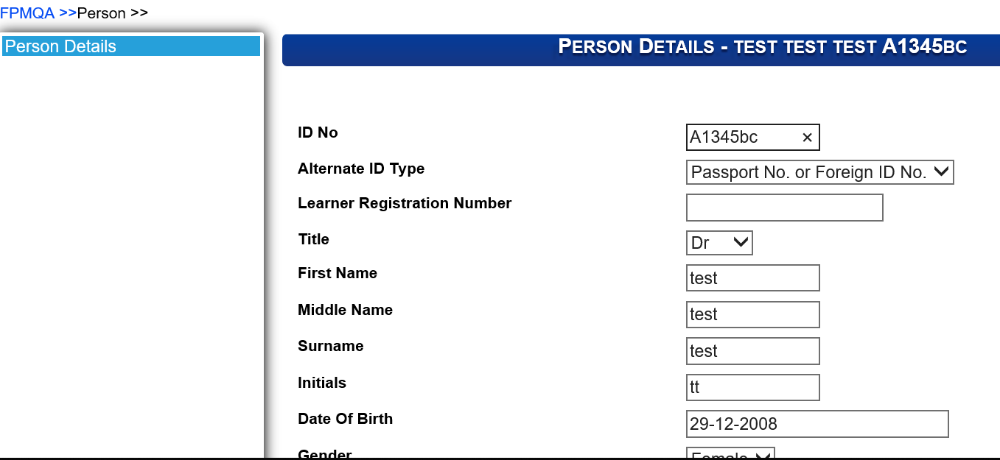 FPMQA >>Person >>
Person Details
Person Details - test test test A1345bc
ID No A1345bc ×
Alternate ID Type Passport No. or Foreign ID No.
Learner Registration Number
Title Dr
First Name test
Middle Name test
Surname test
Initials tt
Date Of Birth 29-12-2008
Gender Female